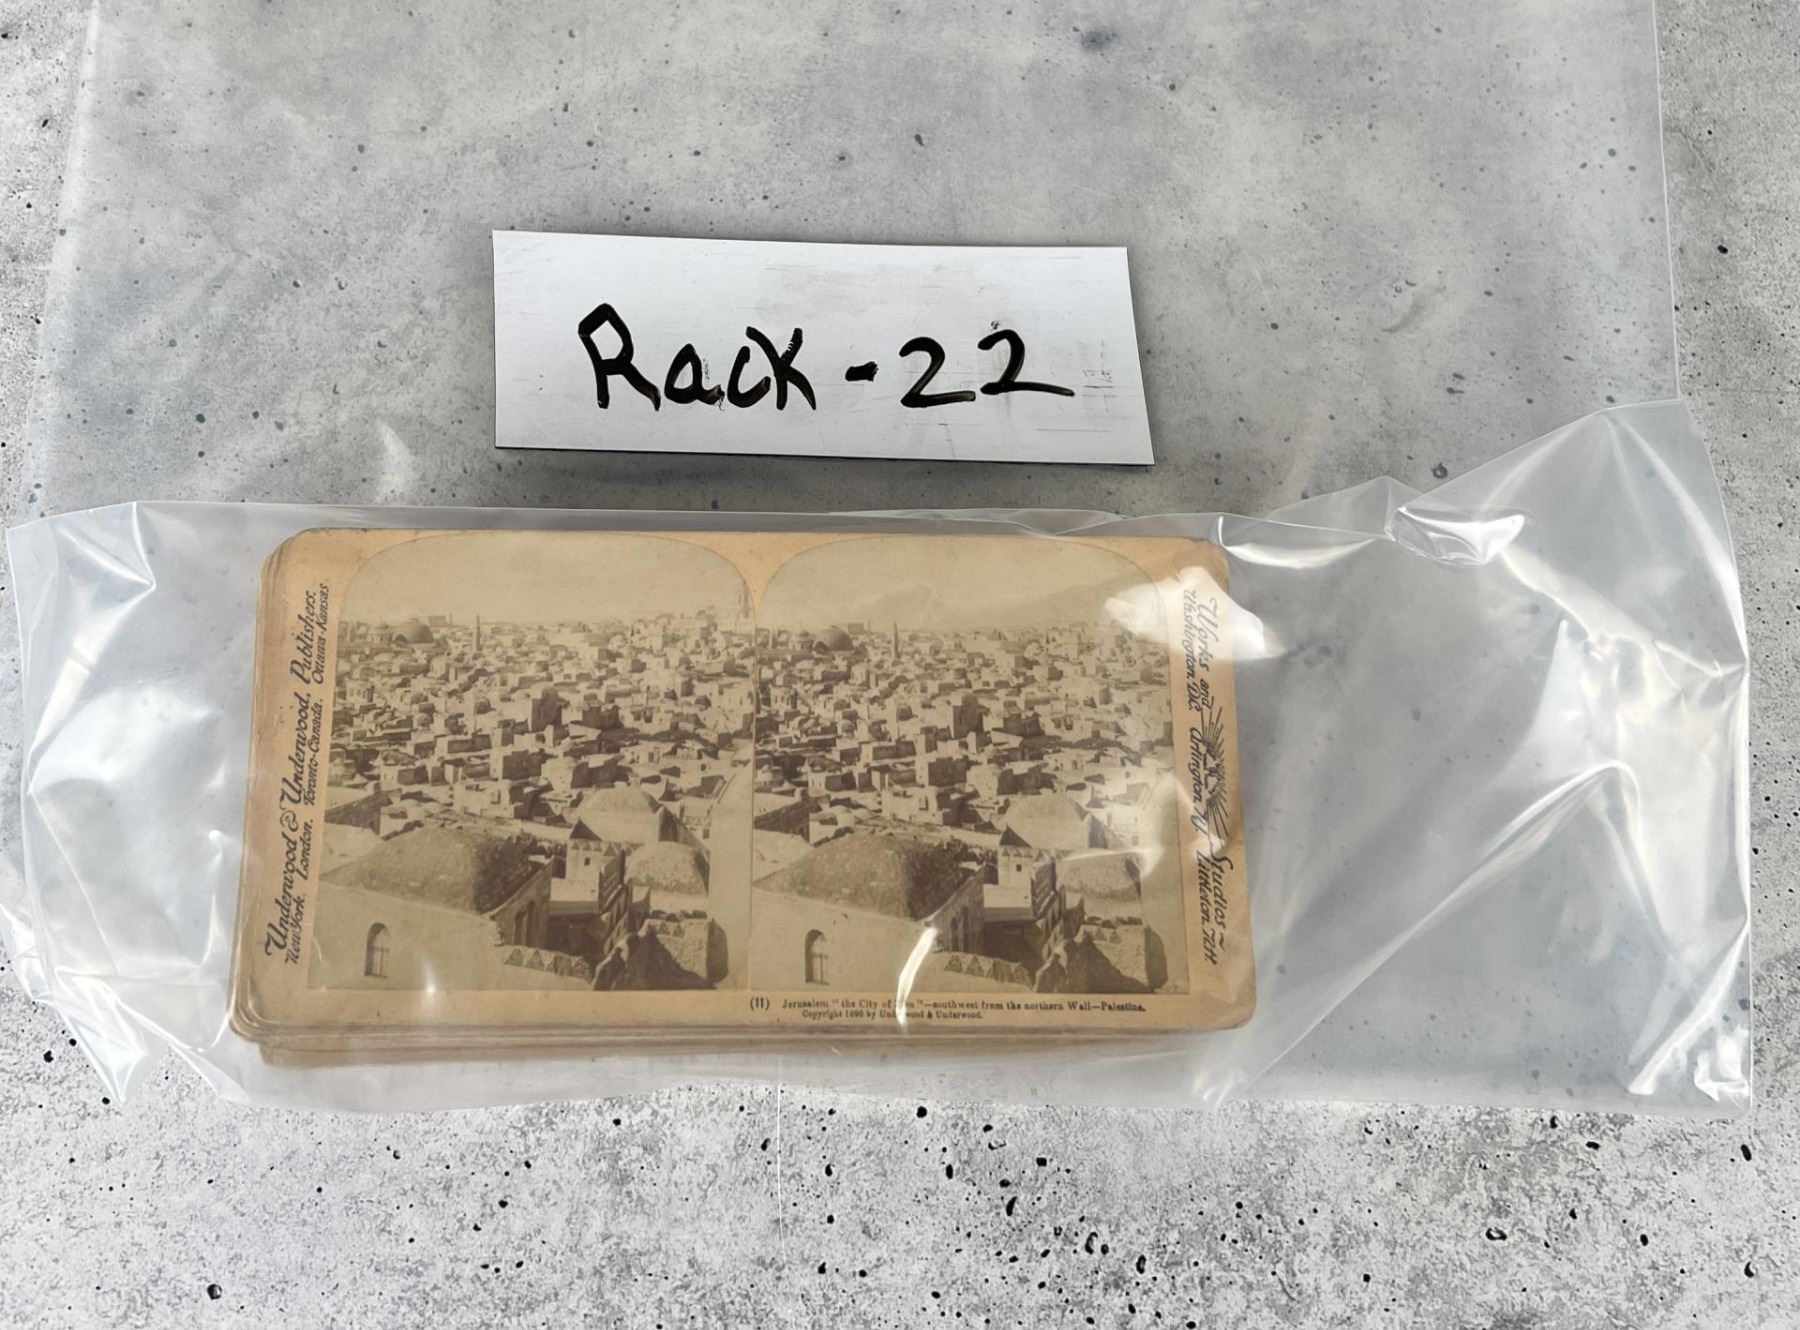 Rack-22
Underwood & Underwood, Publishers.
New York. London. Toronto-Canada. Ottawa-Kansas
Works and Studios
Washington, D.C. Arlington, N.J. Littleton, N.H.
(11) Jerusalem "the City of "—southwest from the northern Wall—Palestine.
Copyright 1896 by Underwood & Underwood.